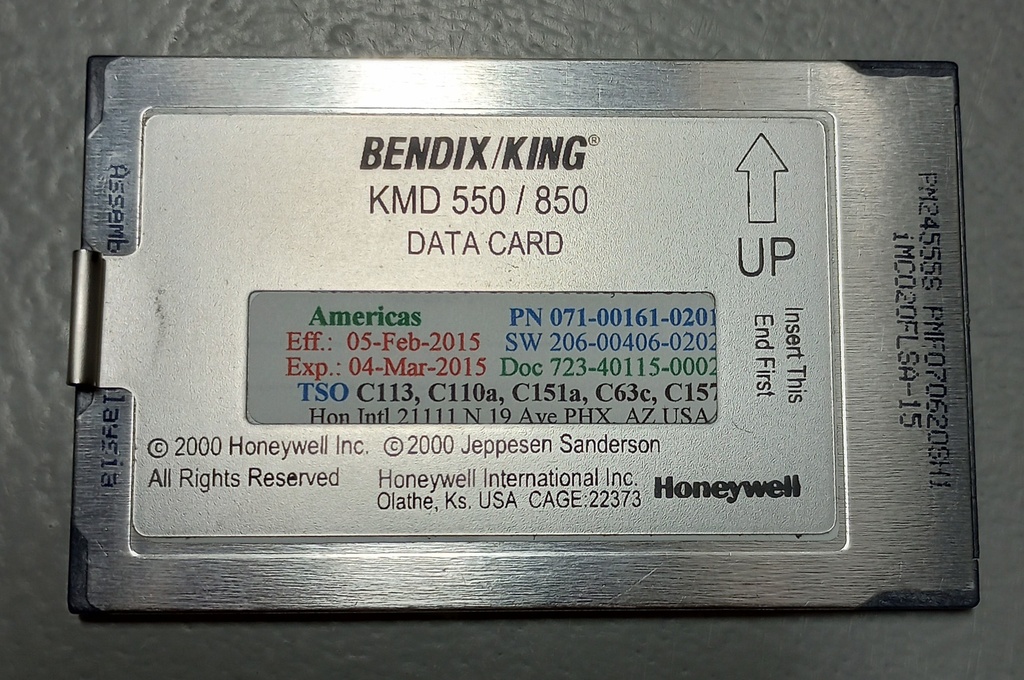 BENDIX/KING®
KMD 550 / 850
DATA CARD
UP
Insert This
End First
Americas PN 071-00161-0201
Eff.: 05-Feb-2015 SW 206-00406-0202
Exp.: 04-Mar-2015 Doc 723-40115-0002
TSO C113, C110a, C151a, C63c, C157
Hon Intl 21111 N 19 Ave PHX AZ USA
© 2000 Honeywell Inc. ©2000 Jeppesen Sanderson
All Rights Reserved Honeywell International Inc.
Olathe, Ks. USA CAGE:22373
Honeywell
Assemb
iMC020FLSA-15